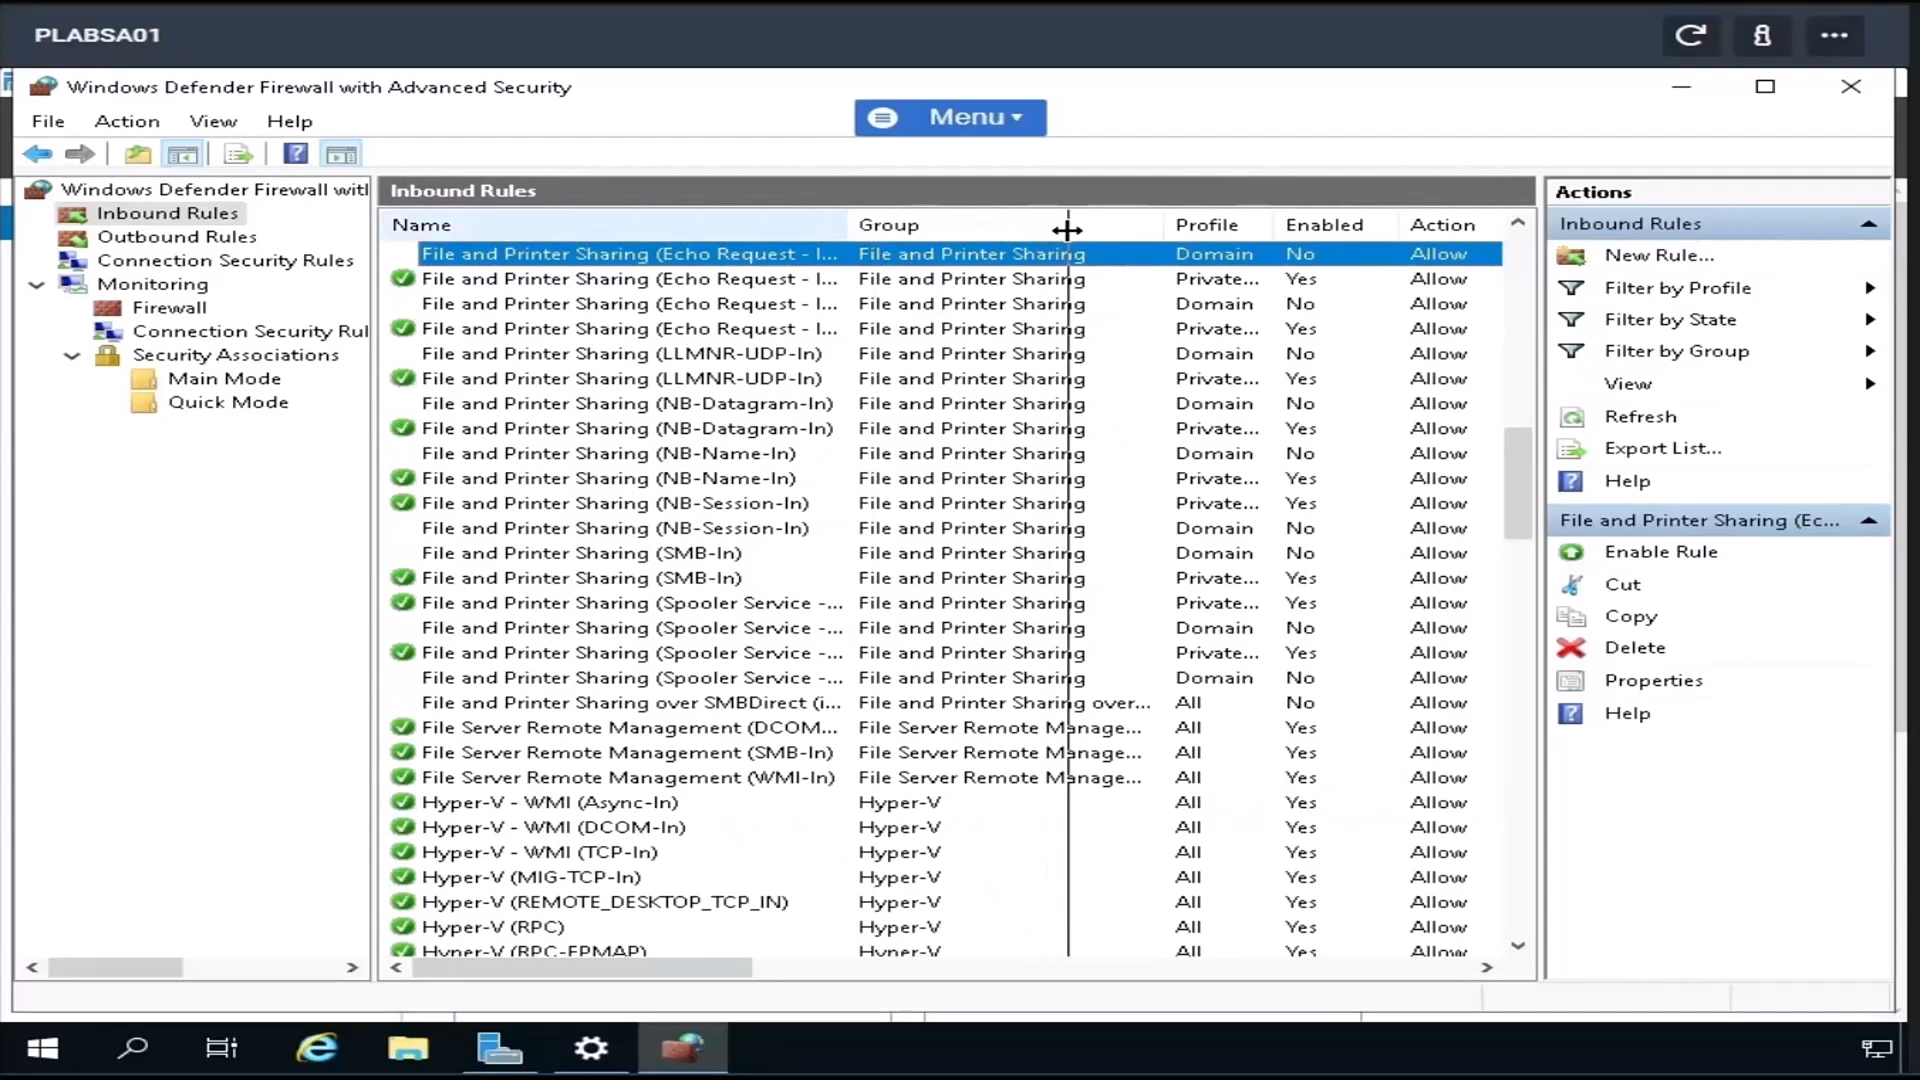 PLABSA01
Windows Defender Firewall with Advanced Security
Menu
File Action View Help
Windows Defender Firewall witl
Inbound Rules
Outbound Rules
Connection Security Rules
Monitoring
Firewall
Connection Security Rul
Security Associations
Main Mode
Quick Mode
Inbound Rules
Name Group Profile Enabled Action
File and Printer Sharing (Echo Request - I... File and Printer Sharing Domain No Allow
File and Printer Sharing (Echo Request - I... File and Printer Sharing Private... Yes Allow
File and Printer Sharing (Echo Request - I... File and Printer Sharing Domain No Allow
File and Printer Sharing (Echo Request - I... File and Printer Sharing Private... Yes Allow
File and Printer Sharing (LLMNR-UDP-In) File and Printer Sharing Domain No Allow
File and Printer Sharing (LLMNR-UDP-In) File and Printer Sharing Private... Yes Allow
File and Printer Sharing (NB-Datagram-In) File and Printer Sharing Domain No Allow
File and Printer Sharing (NB-Datagram-In) File and Printer Sharing Private... Yes Allow
File and Printer Sharing (NB-Name-In) File and Printer Sharing Domain No Allow
File and Printer Sharing (NB-Name-In) File and Printer Sharing Private... Yes Allow
File and Printer Sharing (NB-Session-In) File and Printer Sharing Private... Yes Allow
File and Printer Sharing (NB-Session-In) File and Printer Sharing Domain No Allow
File and Printer Sharing (SMB-In) File and Printer Sharing Domain No Allow
File and Printer Sharing (SMB-In) File and Printer Sharing Private... Yes Allow
File and Printer Sharing (Spooler Service -... File and Printer Sharing Private... Yes Allow
File and Printer Sharing (Spooler Service -... File and Printer Sharing Domain No Allow
File and Printer Sharing (Spooler Service -... File and Printer Sharing Private... Yes Allow
File and Printer Sharing (Spooler Service -... File and Printer Sharing Domain No Allow
File and Printer Sharing over SMBDirect (i... File and Printer Sharing over... All No Allow
File Server Remote Management (DCOM... File Server Remote Manage... All Yes Allow
File Server Remote Management (SMB-In) File Server Remote Manage... All Yes Allow
File Server Remote Management (WMI-In) File Server Remote Manage... All Yes Allow
Hyper-V - WMI (Async-In) Hyper-V All Yes Allow
Hyper-V - WMI (DCOM-In) Hyper-V All Yes Allow
Hyper-V - WMI (TCP-In) Hyper-V All Yes Allow
Hyper-V (MIG-TCP-In) Hyper-V All Yes Allow
Hyper-V (REMOTE_DESKTOP_TCP_IN) Hyper-V All Yes Allow
Hyper-V (RPC) Hyper-V All Yes Allow
Hyper-V (RPC-EPMAP) Hyper-V All Yes Allow
Actions
Inbound Rules
New Rule...
Filter by Profile
Filter by State
Filter by Group
View
Refresh
Export List...
Help
File and Printer Sharing (Ec...
Enable Rule
Cut
Copy
Delete
Properties
Help